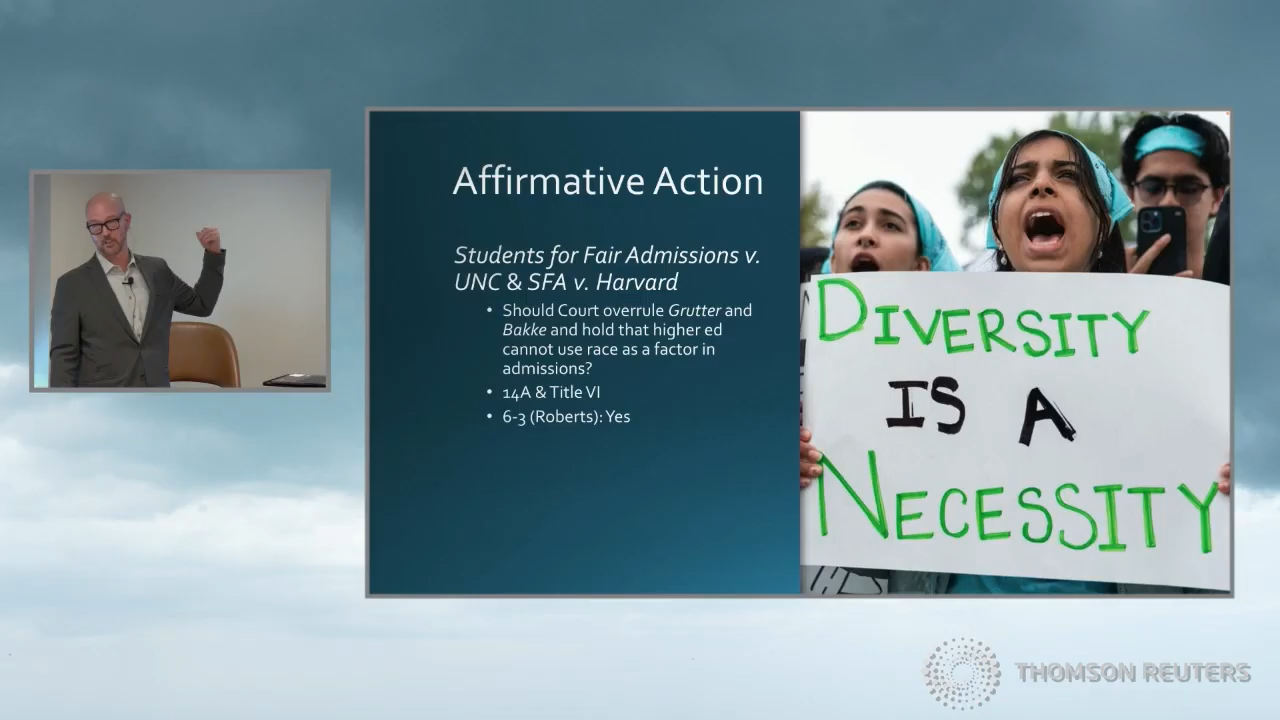 Affirmative Action
Students for Fair Admissions v.
UNC & SFA v. Harvard
• Should Court overrule Grutter and
Bakke and hold that higher ed
cannot use race as a factor in
admissions?
• 14A & Title VI
• 6-3 (Roberts): Yes
DIVERSITY
IS A
NECESSITY
THOMSON REUTERS